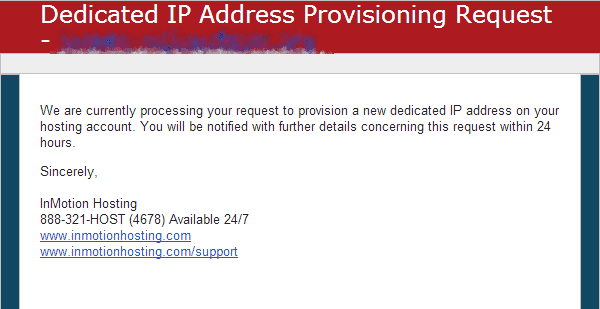 Dedicated IP Address Provisioning Request
-
We are currently processing your request to provision a new dedicated IP address on your
hosting account. You will be notified with further details concerning this request within 24
hours.
Sincerely,
InMotion Hosting
888-321-HOST (4678) Available 24/7
www.inmotionhosting.com
www.inmotionhosting.com/support